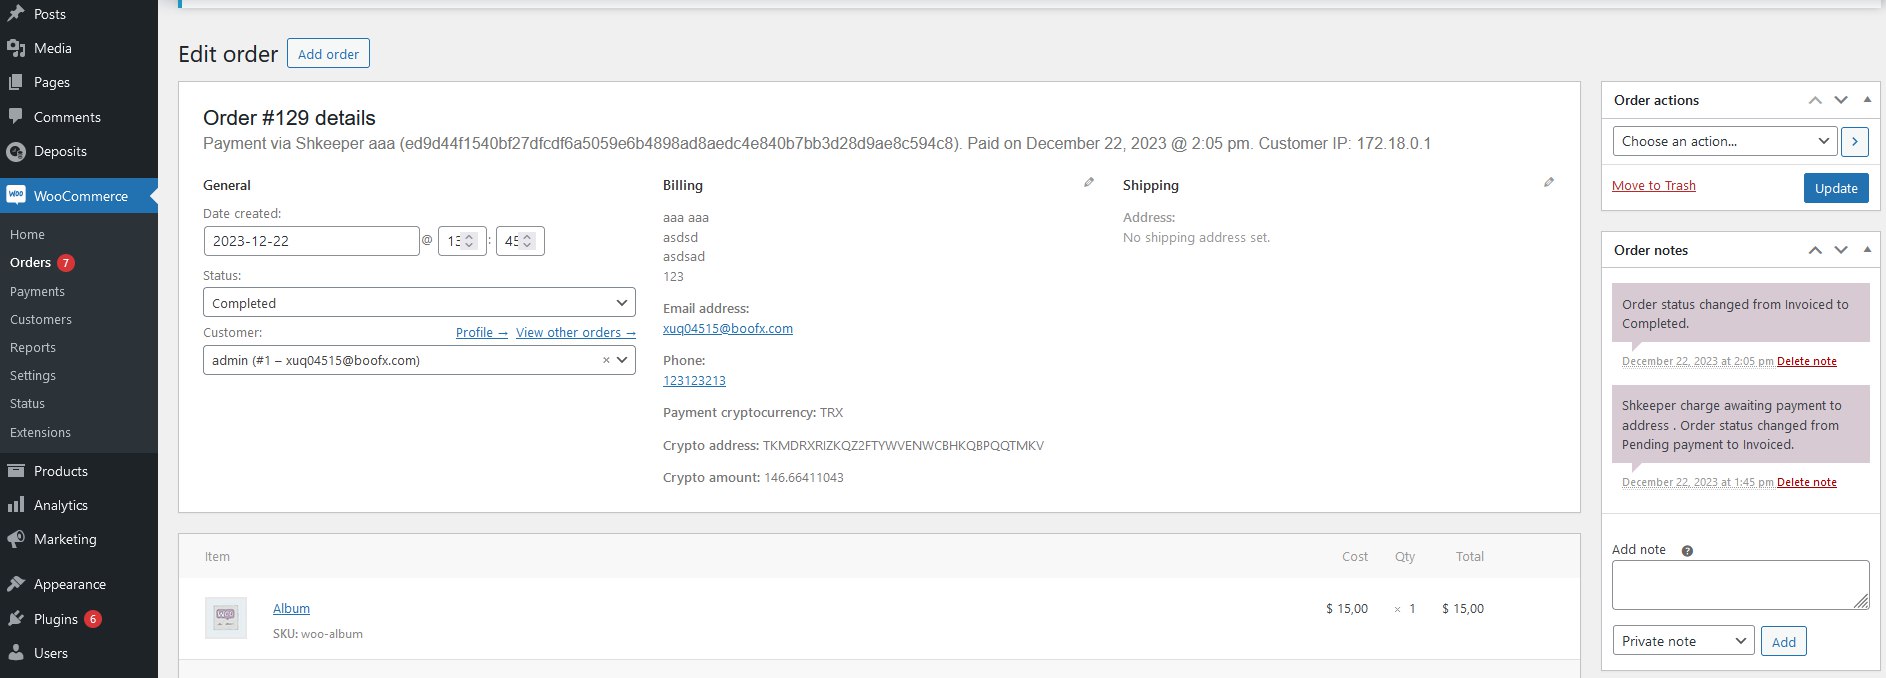 Posts
Media
Pages
Comments
Deposits
WooCommerce
Home
Orders 7
Payments
Customers
Reports
Settings
Status
Extensions
Products
Analytics
Marketing
Appearance
Plugins 6
Users
Edit order Add order
Order #129 details
Payment via Shkeeper aaa (ed9d44f1540bf27dfcdf6a5059e6b4898ad8aedc4e840b7bb3d28d9ae8c594c8). Paid on December 22, 2023 @ 2:05 pm. Customer IP: 172.18.0.1
General
Date created:
2023-12-22 @ 13 : 45
Status:
Completed
Customer: Profile → View other orders →
admin (#1 – xuq04515@boofx.com) ×
Billing
aaa aaa
asdsd
asdsad
123
Email address:
xuq04515@boofx.com
Phone:
123123213
Payment cryptocurrency: TRX
Crypto address: TKMDRXRIZKQZ2FTYWVENWCBHKQBPQQTMKV
Crypto amount: 146.66411043
Shipping
Address:
No shipping address set.
Item Cost Qty Total
Album $ 15,00 × 1 $ 15,00
SKU: woo-album
Order actions
Choose an action...
Move to Trash Update
Order notes
Order status changed from Invoiced to
Completed.
December 22, 2023 at 2:05 pm Delete note
Shkeeper charge awaiting payment to
address . Order status changed from
Pending payment to Invoiced.
December 22, 2023 at 1:45 pm Delete note
Add note ?
Private note Add